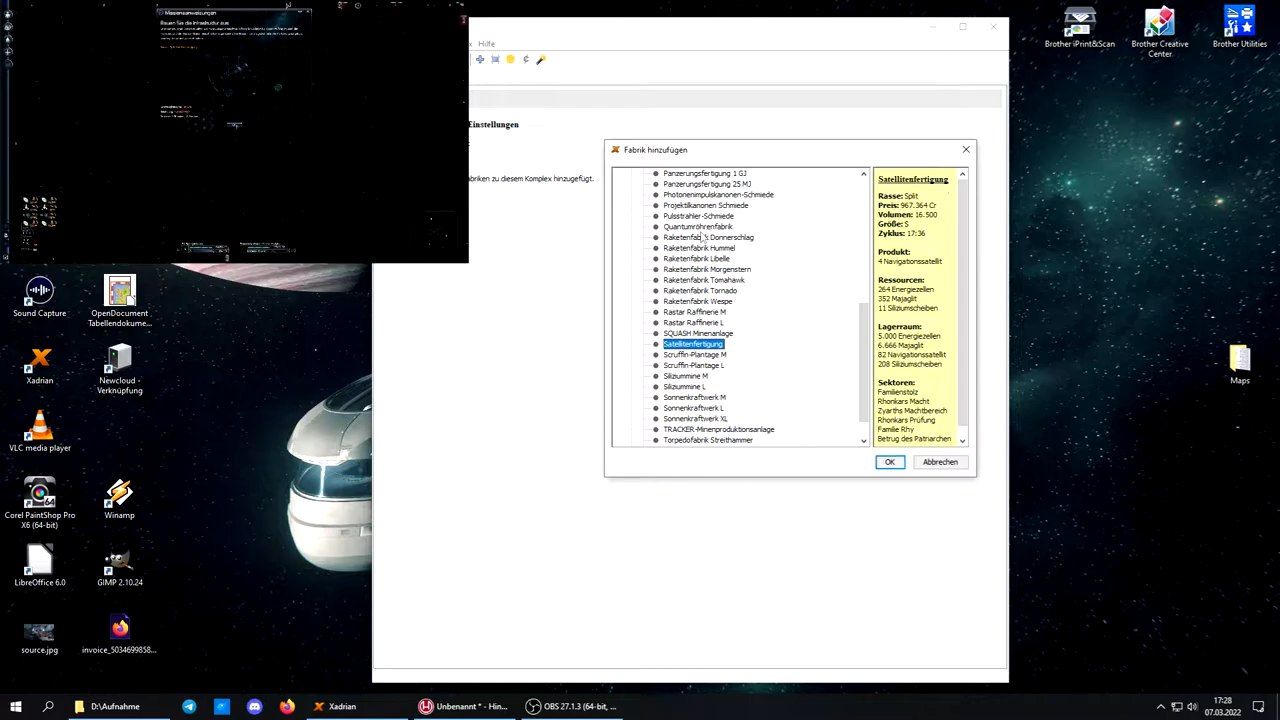 Missionsanweisungen
Bauen Sie die Infrastruktur aus
Hilfe
Einstellungen
abriken zu diesem Komplex hinzugefügt.
Fabrik hinzufügen
Panzerungsfertigung 1 GJ
Panzerungsfertigung 25 MJ
Photonenimpulskanonen-Schmiede
Projektilkanonen Schmiede
Pulsstrahler-Schmiede
Quantumröhrenfabrik
Raketenfabrik Donnerschlag
Raketenfabrik Hummel
Raketenfabrik Libelle
Raketenfabrik Morgenstern
Raketenfabrik Tomahawk
Raketenfabrik Tornado
Raketenfabrik Wespe
Rastar Raffinerie M
Rastar Raffinerie L
SQUASH Minenanlage
Satellitenfertigung
Scruffin-Plantage M
Scruffin-Plantage L
Siliziummine M
Siliziummine L
Sonnenkraftwerk M
Sonnenkraftwerk L
Sonnenkraftwerk XL
TRACKER-Minenproduktionsanlage
Torpedofabrik Streithammer
Satellitenfertigung
Rasse: Split
Preis: 967.364 Cr
Volumen: 16.500
Größe: S
Zyklus: 17:36
Produkt:
4 Navigationssatellit
Ressourcen:
264 Energiezellen
352 Majaglit
11 Siliziumscheiben
Lagerraum:
5.000 Energiezellen
6.666 Majaglit
82 Navigationssatellit
208 Siliziumscheiben
Sektoren:
Familienstolz
Rhonkars Macht
Zyarths Machtbereich
Rhonkars Prüfung
Familie Rhy
Betrug des Patriarchen
OK
Abbrechen
Brother iPrint&Scan
Brother Creative
Center
Brother Utilities
Maps
Sound Capture
OpenDocument
Tabellendokume...
Xadrian
Newcloud -
Verknüpfung
VLC media player
Corel PaintShop Pro
X6 (64-bit)
Winamp
LibreOffice 6.0
GIMP 2.10.24
source.jpg
invoice_5034699858...
D:\Aufnahme
Xadrian
Unbenannt * - Hin...
OBS 27.1.3 (64-bit, ...
17:28
07.03.2022